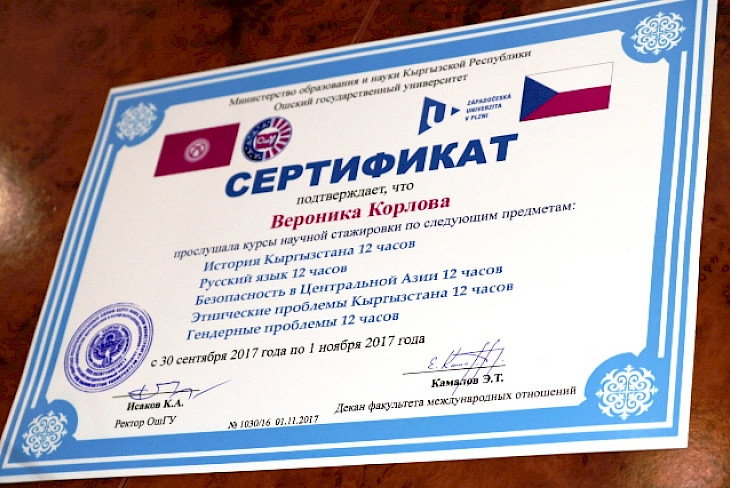 Министерство образования и науки Кыргызской Республики
Ошский государственный университет
ОшГУ
ZÁPADOČESKÁ
UNIVERZITA
V PLZNI
СЕРТИФИКАТ
подтверждает, что
Вероника Корлова
прослушала курсы научной стажировки по следующим предметам:
История Кыргызстана 12 часов
Русский язык 12 часов
Безопасность в Центральной Азии 12 часов
Этнические проблемы Кыргызстана 12 часов
Гендерные проблемы 12 часов
с 30 сентября 2017 года по 1 ноября 2017 года
Исаков К.А.
Ректор ОшГУ
№ 1030/16 01.11.2017
Камалов Э.Т.
Декан факультета международных отношений